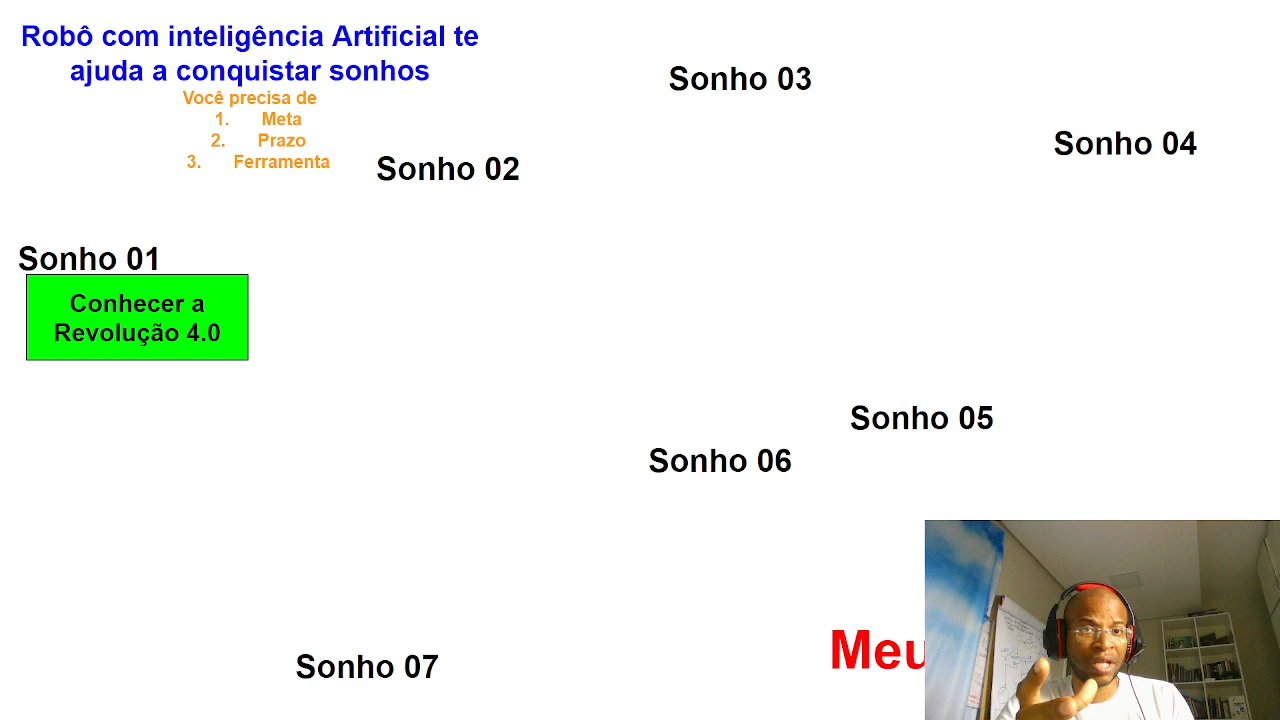 Robô com inteligência Artificial te
ajuda a conquistar sonhos
Você precisa de
1. Meta
2. Prazo
3. Ferramenta
Sonho 03
Sonho 04
Sonho 02
Sonho 01
Conhecer a
Revolução 4.0
Sonho 05
Sonho 06
Sonho 07